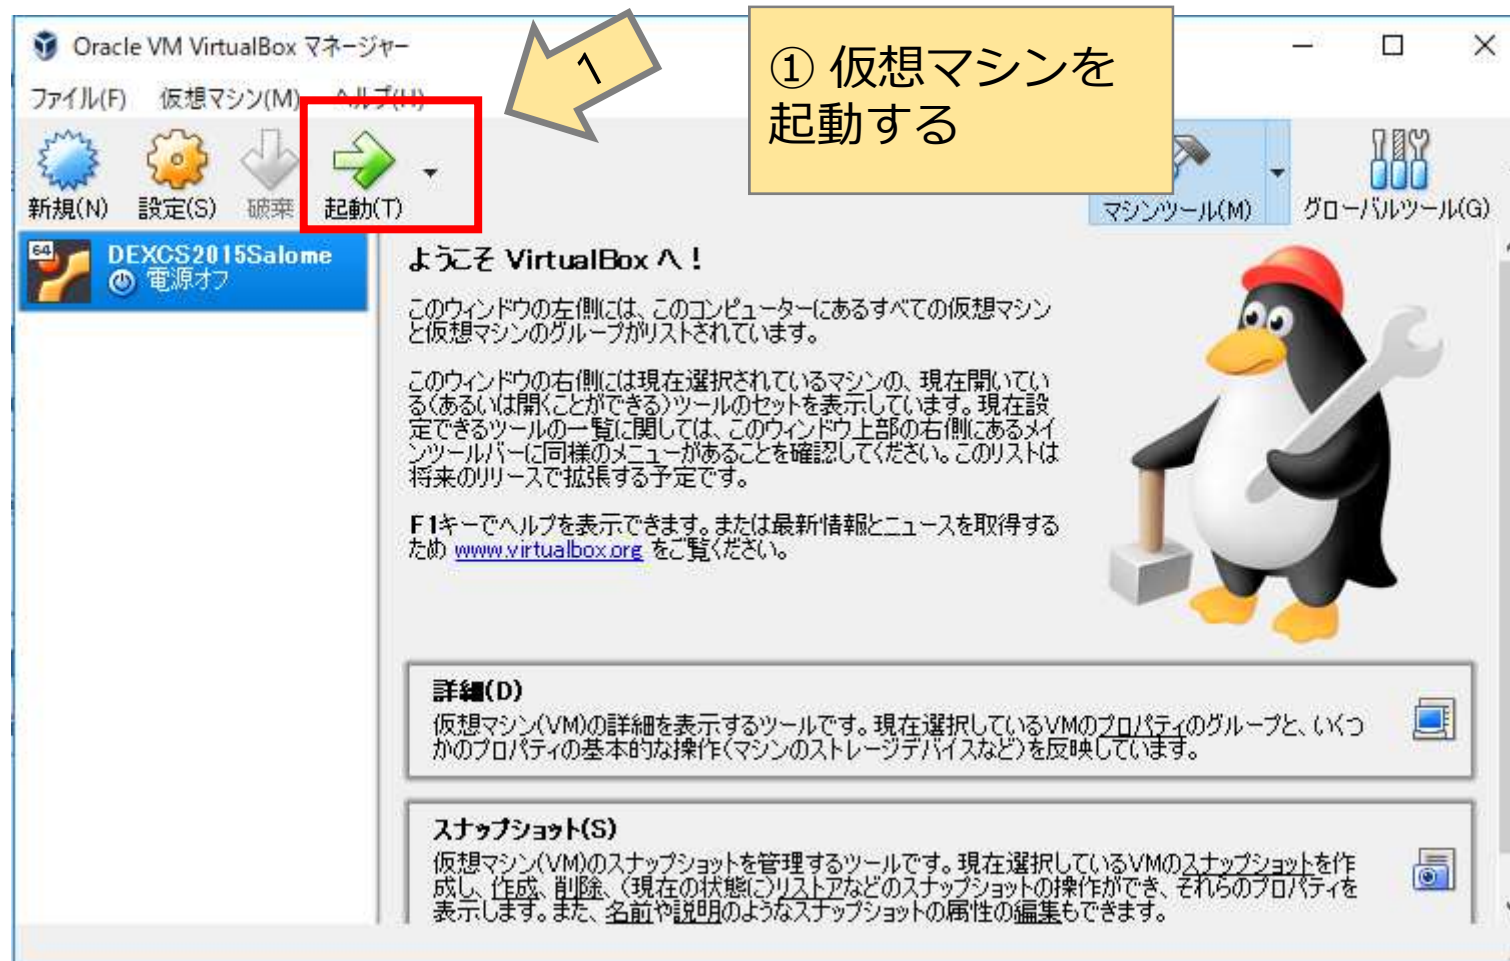 Oracle VM VirtualBox マネージャー
1
① 仮想マシンを
起動する
ファイル(F) 仮想マシン(M) ヘルプ(H)
新規(N) 設定(S) 破棄 起動(T) マシンツール(M) グローバルツール(G)
64
DEXCS2015Salome
電源オフ
ようこそ VirtualBox へ！
このウィンドウの左側には、このコンピューターにあるすべての仮想マシン
と仮想マシンのグループがリストされています。
このウィンドウの右側には現在選択されているマシンの、現在開いてい
る(あるいは開くことができる)ツールのセットを表示しています。現在設
定できるツールの一覧に関しては、このウィンドウ上部の右側にあるメイ
ンツールバーに同様のメニューがあることを確認してください。このリストは
将来のリリースで拡張する予定です。
F1キーでヘルプを表示できます。または最新情報とニュースを取得する
ため www.virtualbox.org をご覧ください。
詳細(D)
仮想マシン(VM)の詳細を表示するツールです。現在選択しているVMのプロパティのグループと、いくつ
かのプロパティの基本的な操作(マシンのストレージデバイスなど)を反映しています。
スナップショット(S)
仮想マシン(VM)のスナップショットを管理するツールです。現在選択しているVMのスナップショットを作
成し、作成、削除、(現在の状態に)リストアなどのスナップショットの操作ができ、それらのプロパティを
表示します。また、名前や説明のようなスナップショットの属性の編集もできます。